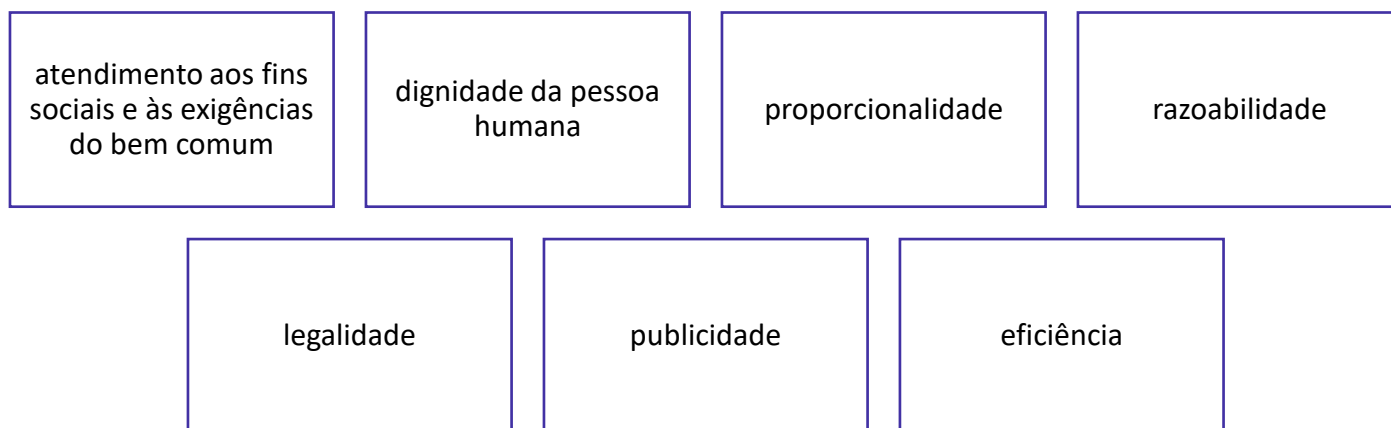 atendimento aos fins
sociais e às exigências
do bem comum
dignidade da pessoa
humana
proporcionalidade
razoabilidade
legalidade
publicidade
eficiência